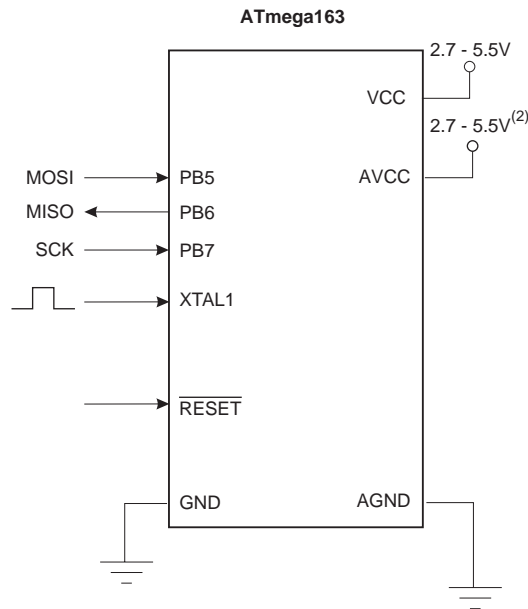 ATmega163
2.7 - 5.5V
VCC
2.7 - 5.5V(2)
AVCC
MOSI PB5
MISO PB6
SCK PB7
XTAL1
RESET
GND AGND